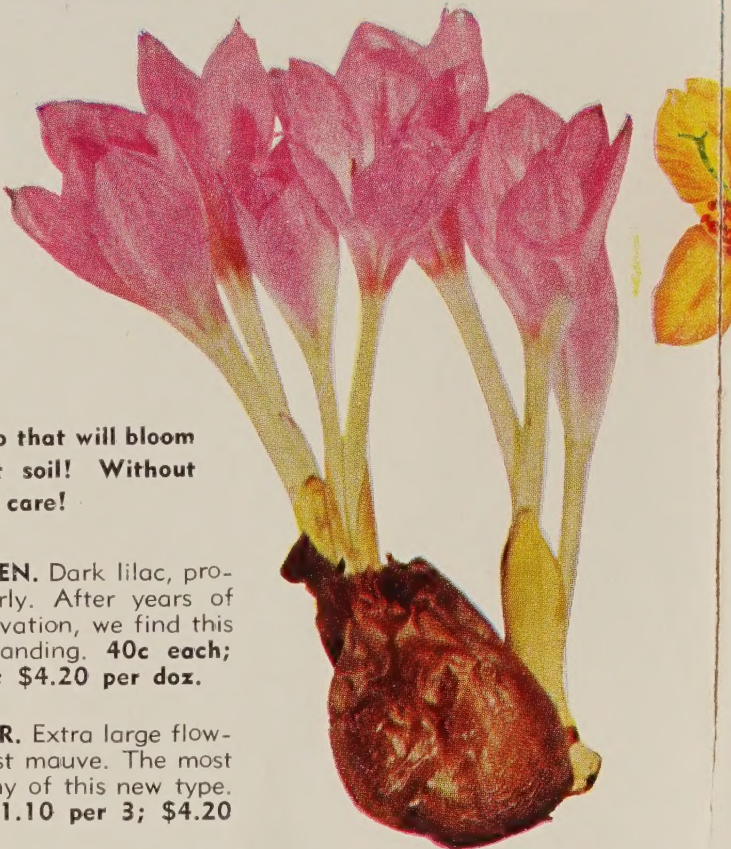 that will bloom
soil! Without
care!
EN. Dark lilac, pro-
rly. After years of
vation, we find this
anding. 40c each;
$4.20 per doz.
R. Extra large flow-
st mauve. The most
ny of this new type.
1.10 per 3; $4.20